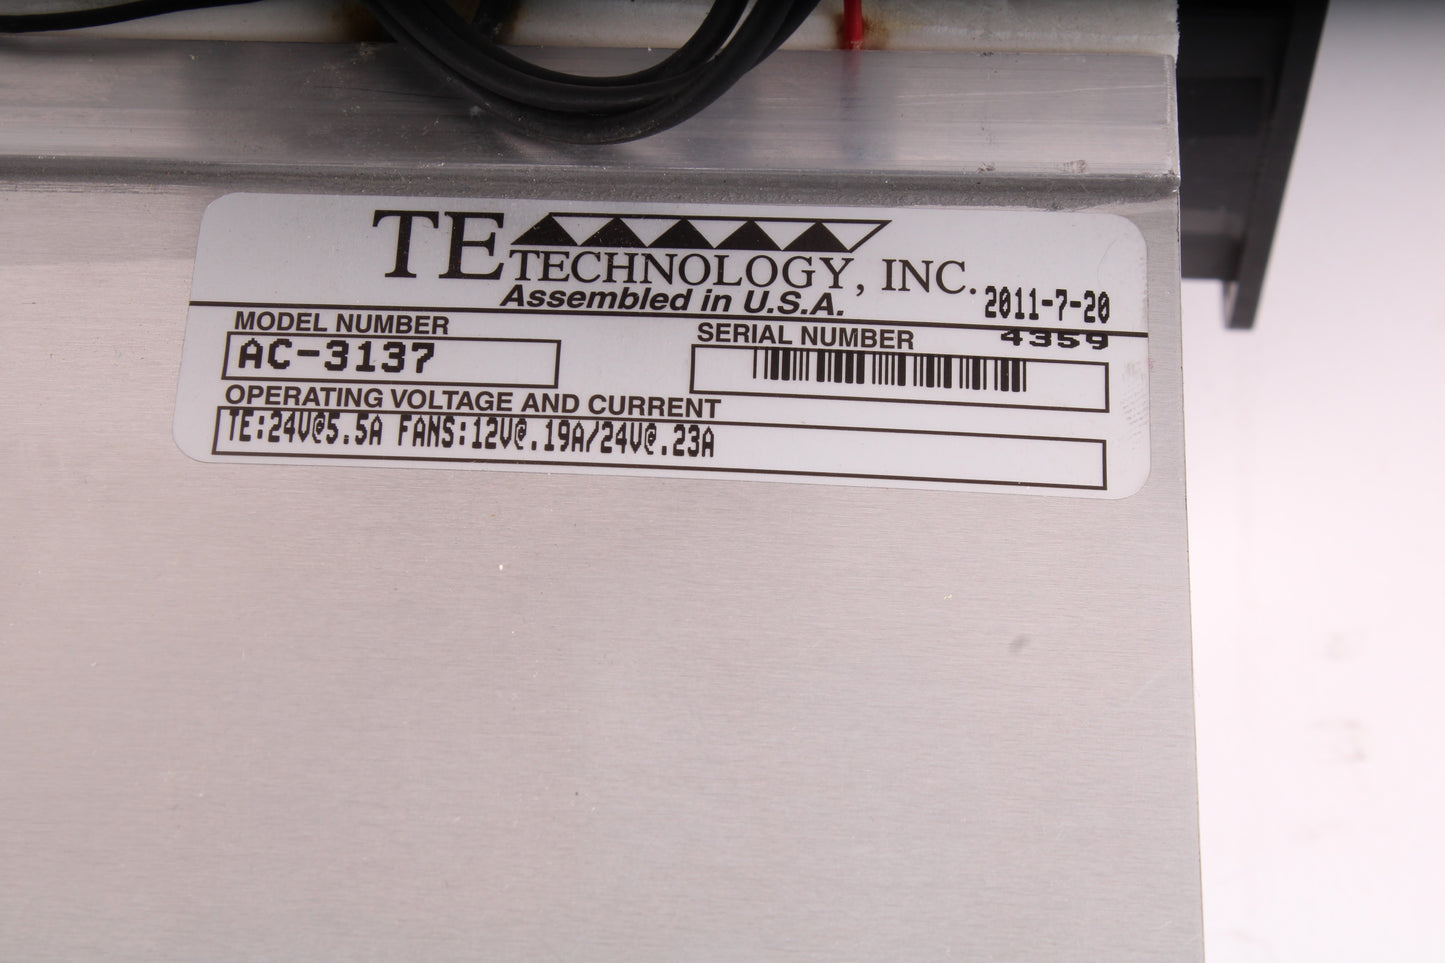 TE TECHNOLOGY, INC.
Assembled in U.S.A.
2011-7-20
MODEL NUMBER
AC-3137
SERIAL NUMBER
4359
OPERATING VOLTAGE AND CURRENT
TE:24V@5.5A FANS:12V@.19A/24V@.23A